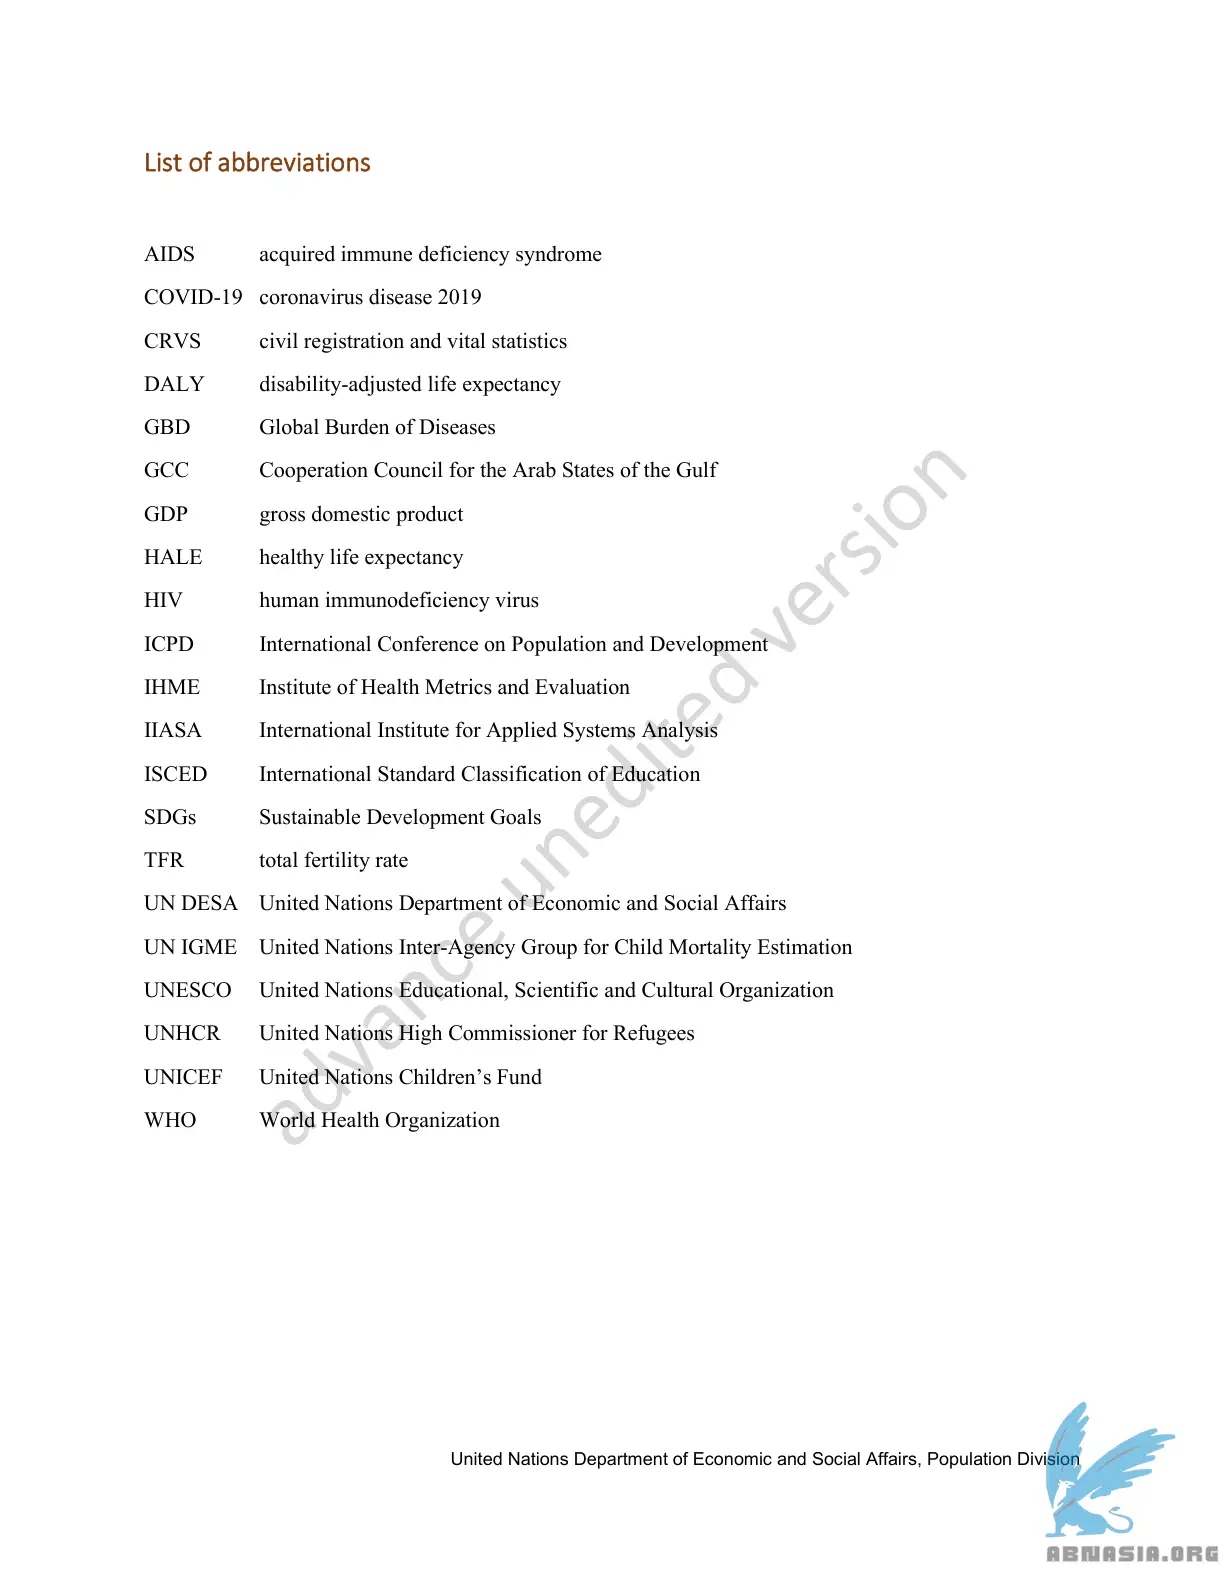 List of abbreviations
AIDS acquired immune deficiency syndrome
COVID-19 coronavirus disease 2019
CRVS civil registration and vital statistics
DALY disability-adjusted life expectancy
GBD Global Burden of Diseases
GCC Cooperation Council for the Arab States of the Gulf
GDP gross domestic product
HALE healthy life expectancy
HIV human immunodeficiency virus
ICPD International Conference on Population and Development
IHME Institute of Health Metrics and Evaluation
IIASA International Institute for Applied Systems Analysis
ISCED International Standard Classification of Education
SDGs Sustainable Development Goals
TFR total fertility rate
UN DESA United Nations Department of Economic and Social Affairs
UN IGME United Nations Inter-Agency Group for Child Mortality Estimation
UNESCO United Nations Educational, Scientific and Cultural Organization
UNHCR United Nations High Commissioner for Refugees
UNICEF United Nations Children’s Fund
WHO World Health Organization
advance unedited version
United Nations Department of Economic and Social Affairs, Population Division
ABNASIA.ORG